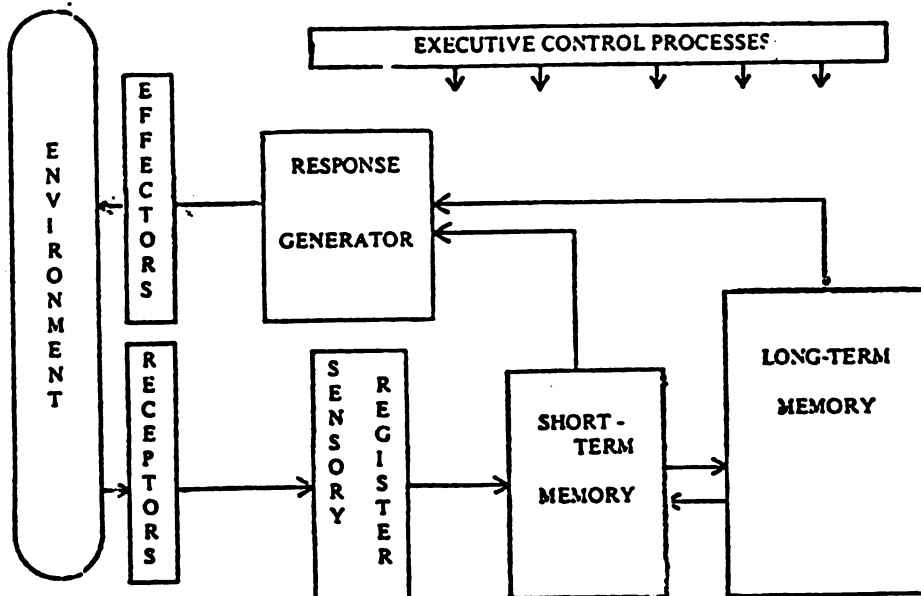 EXECUTIVE CONTROL PROCESSES
ENVIRONMENT
EFFECTORS
RESPONSE
GENERATOR
RECEPTORS
SENSORY
REGISTER
SHORT-
TERM
MEMORY
LONG-TERM
MEMORY